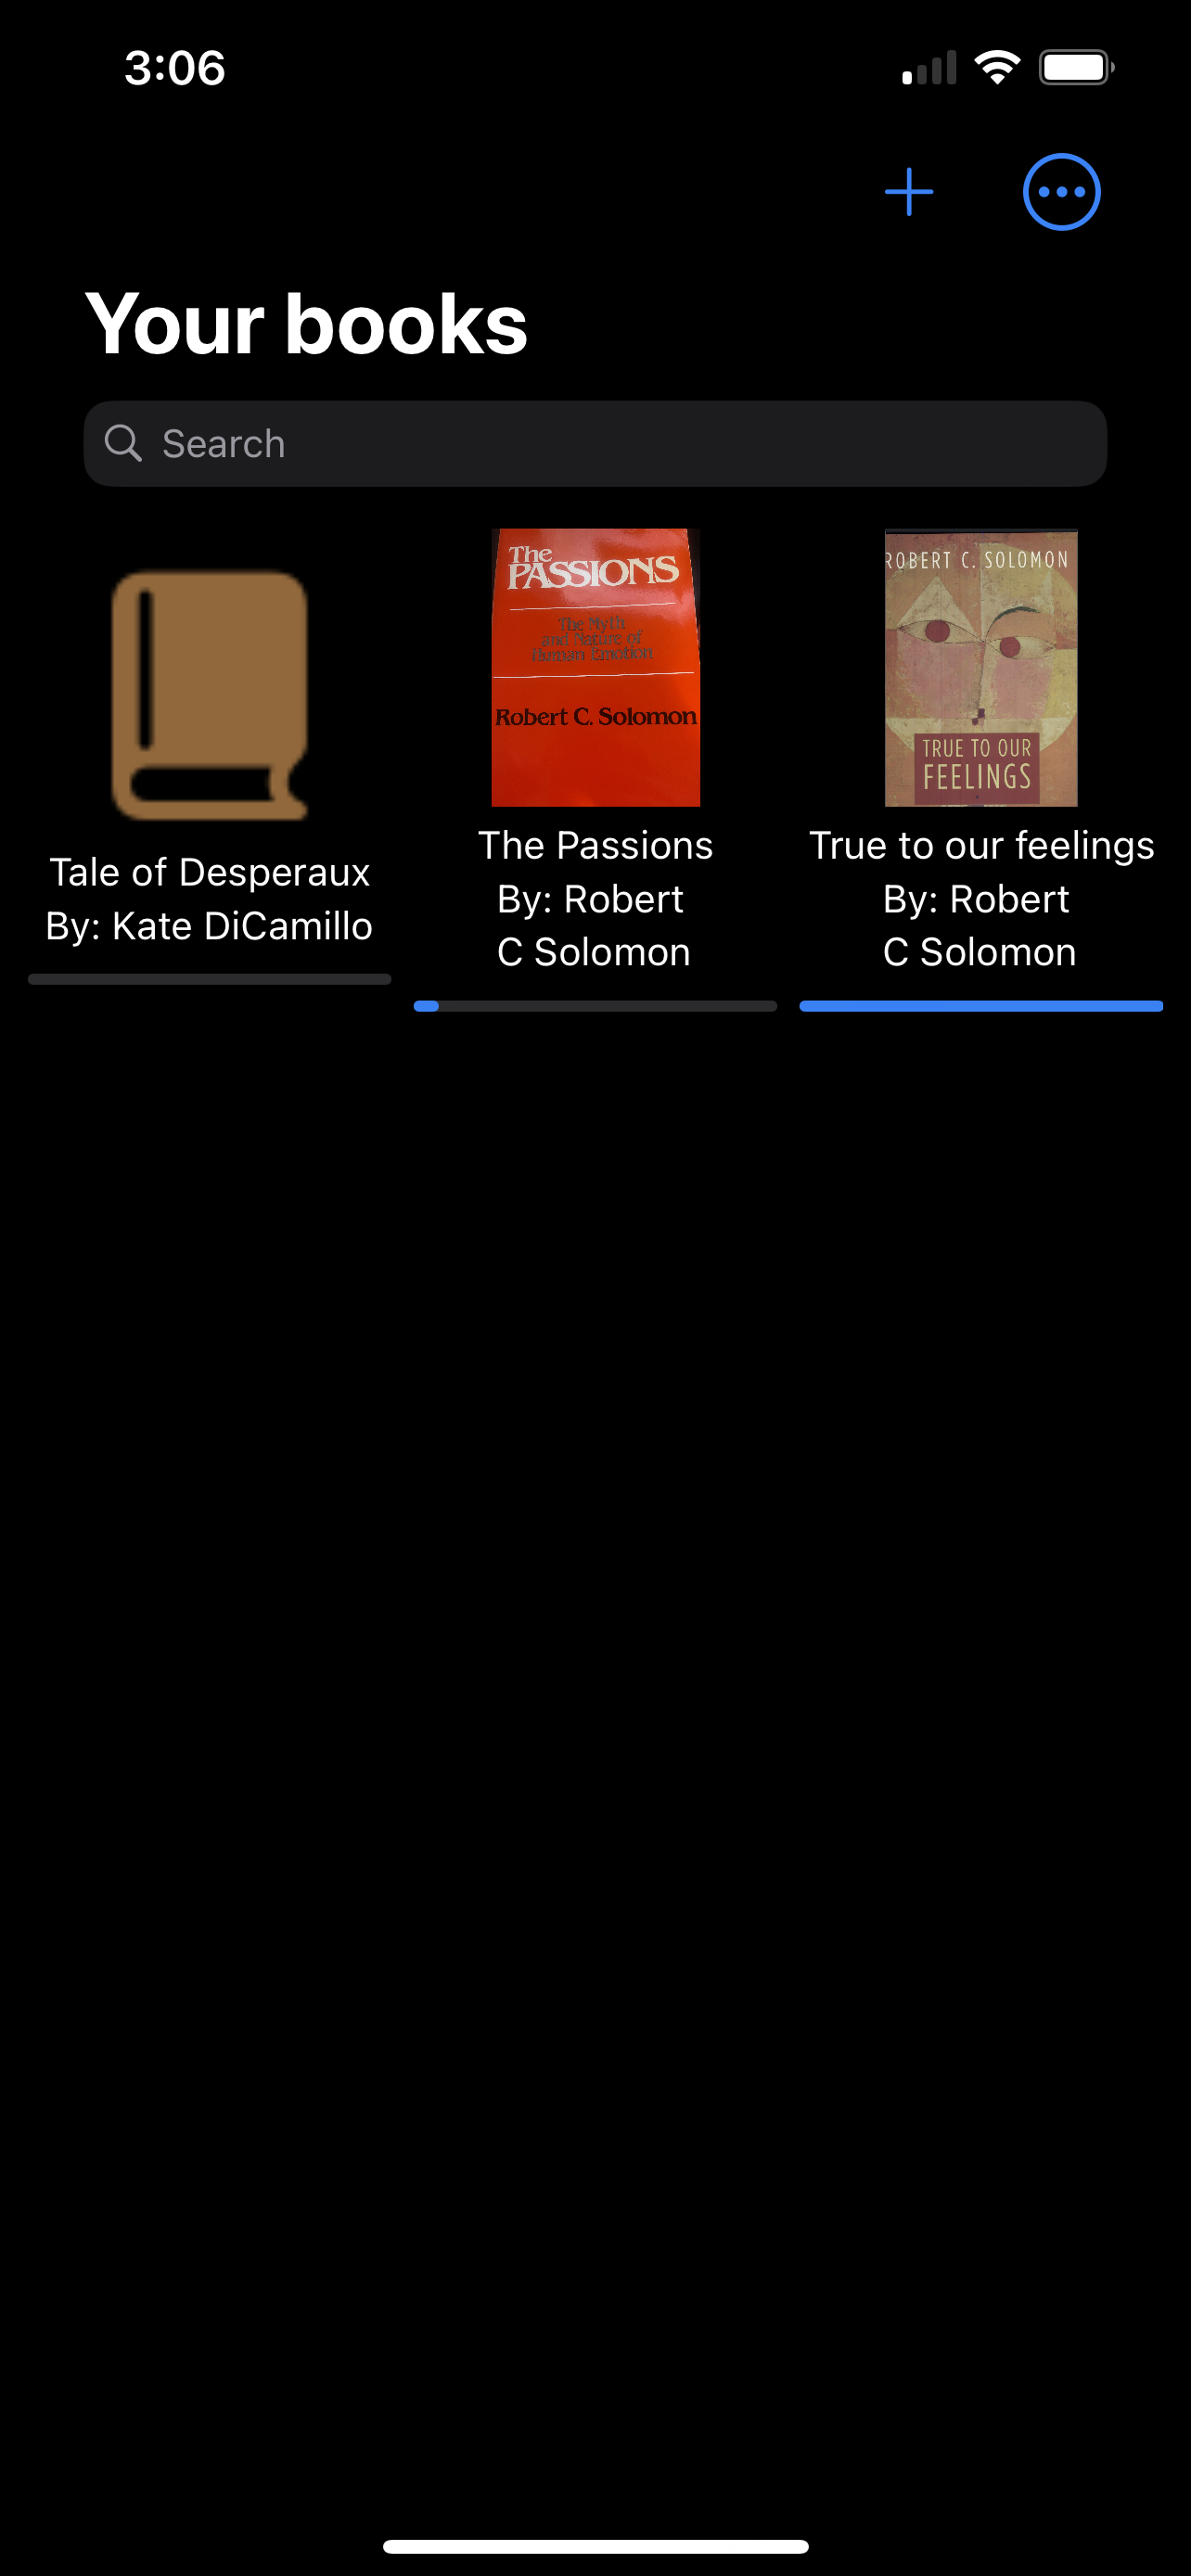 3:06
Your books
Search
The
PASSIONS
The Myth
and Nature of
Human Emotion
Robert C. Solomon
ROBERT C. SOLOMON
TRUE TO OUR
FEELINGS
Tale of Desperaux
By: Kate DiCamillo
The Passions
By: Robert
C Solomon
True to our feelings
By: Robert
C Solomon